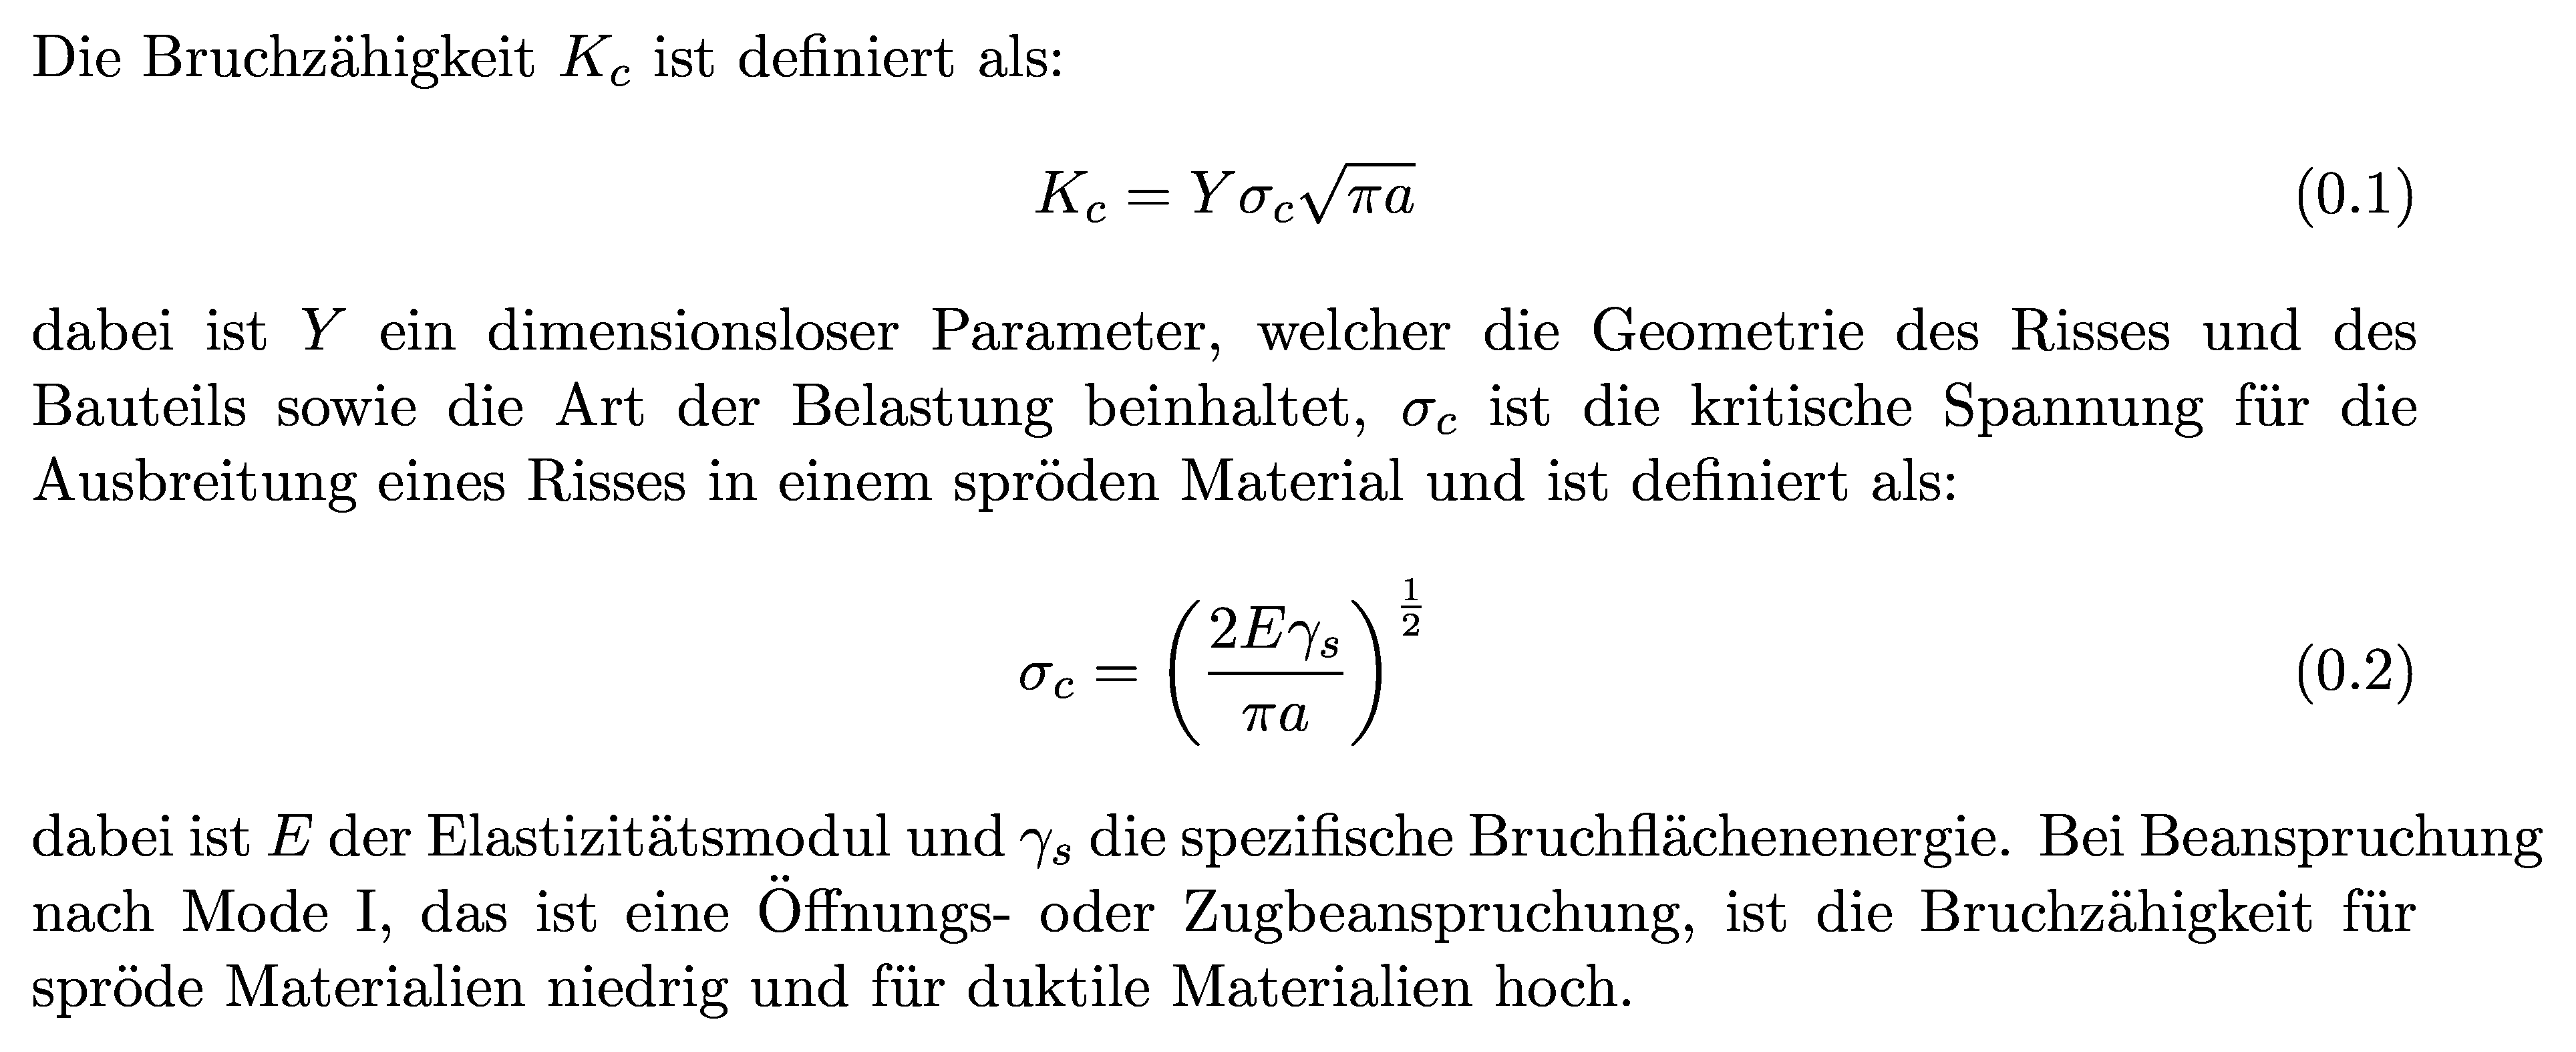 Die Bruchzähigkeit $K_c$ ist definiert als:
$K_c = Y\sigma_c\sqrt{\pi a}$ (0.1)
dabei ist $Y$ ein dimensionsloser Parameter, welcher die Geometrie des Risses und des
Bauteils sowie die Art der Belastung beinhaltet, $\sigma_c$ ist die kritische Spannung für die
Ausbreitung eines Risses in einem spröden Material und ist definiert als:
$\sigma_c = \left(\frac{2E\gamma_s}{\pi a}\right)^{\frac{1}{2}}$ (0.2)
dabei ist $E$ der Elastizitätsmodul und $\gamma_s$ die spezifische Bruchflächenenergie. Bei Beanspruchung
nach Mode I, das ist eine Öffnungs- oder Zugbeanspruchung, ist die Bruchzähigkeit für
spröde Materialien niedrig und für duktile Materialien hoch.